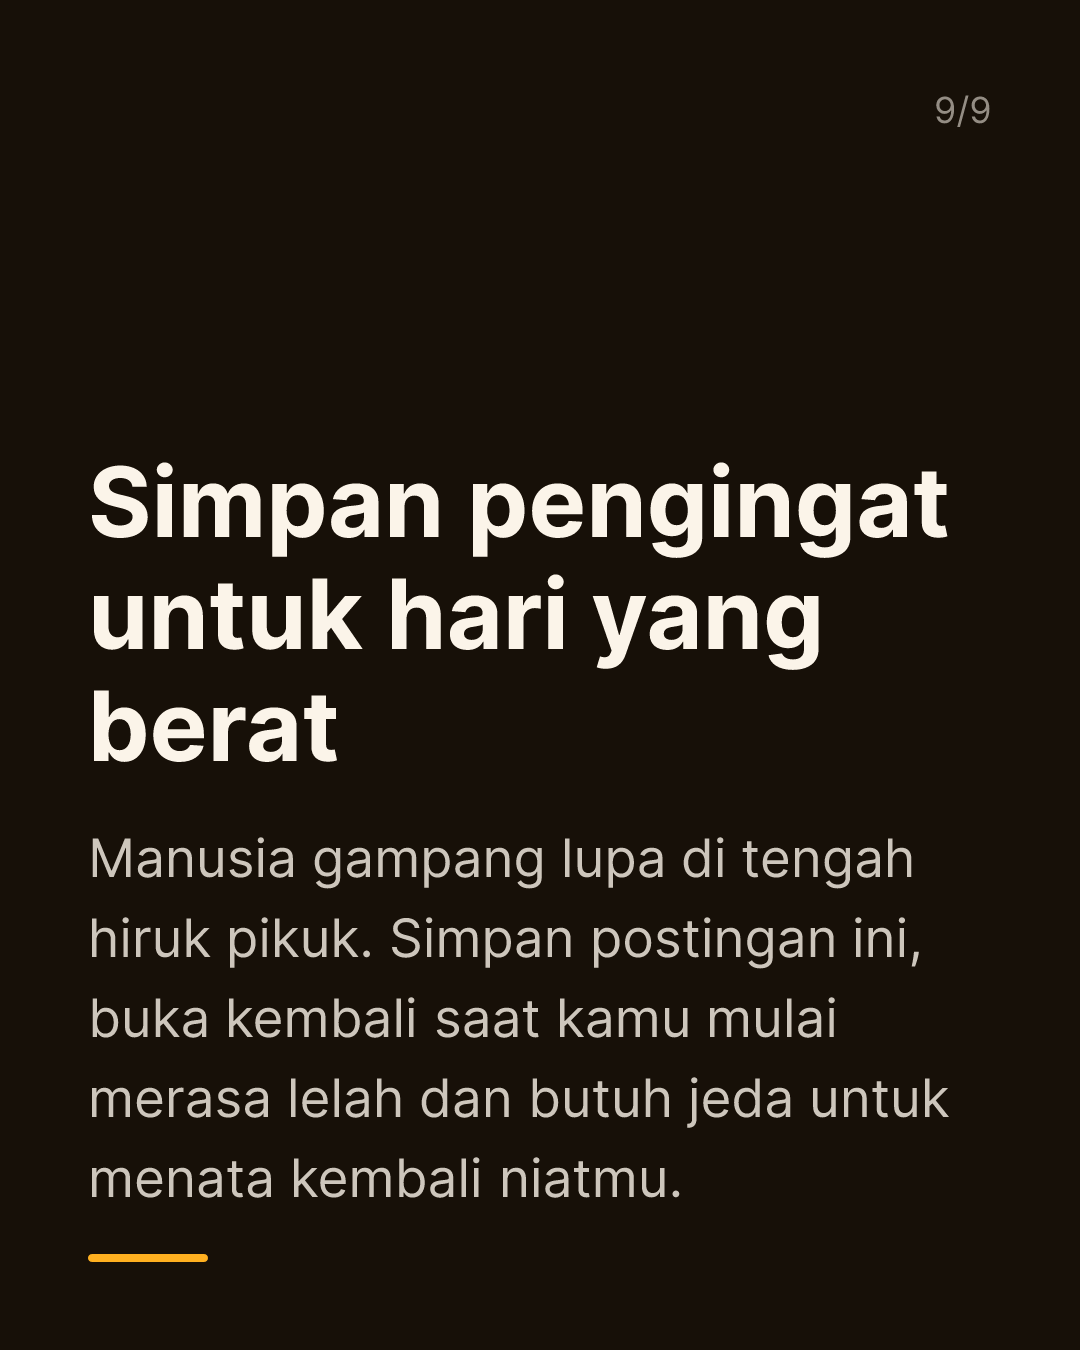 9/9
Simpan pengingat
untuk hari yang
berat
Manusia gampang lupa di tengah
hiruk pikuk. Simpan postingan ini,
buka kembali saat kamu mulai
merasa lelah dan butuh jeda untuk
menata kembali niatmu.